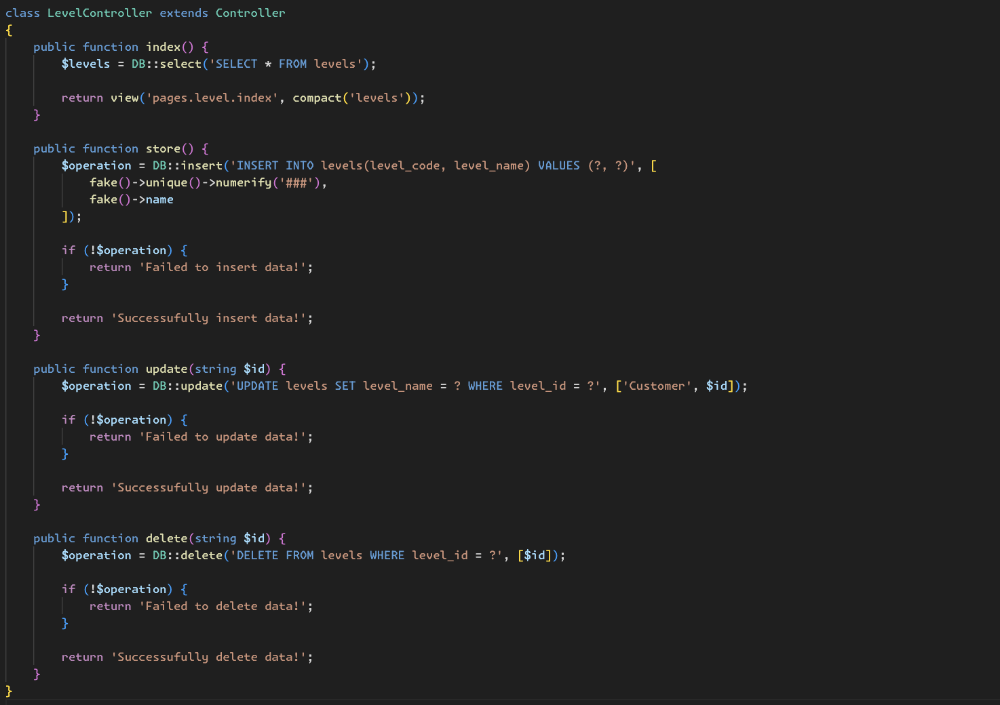 class LevelController extends Controller
{
    public function index() {
        $levels = DB::select('SELECT * FROM levels');

        return view('pages.level.index', compact('levels'));
    }

    public function store() {
        $operation = DB::insert('INSERT INTO levels(level_code, level_name) VALUES (?, ?)', [
            fake()->unique()->numerify('###'),
            fake()->name
        ]);

        if (!$operation) {
            return 'Failed to insert data!';
        }

        return 'Successufully insert data!';
    }

    public function update(string $id) {
        $operation = DB::update('UPDATE levels SET level_name = ? WHERE level_id = ?', ['Customer', $id]);

        if (!$operation) {
            return 'Failed to update data!';
        }

        return 'Successufully update data!';
    }

    public function delete(string $id) {
        $operation = DB::delete('DELETE FROM levels WHERE level_id = ?', [$id]);

        if (!$operation) {
            return 'Failed to delete data!';
        }

        return 'Successufully delete data!';
    }
}